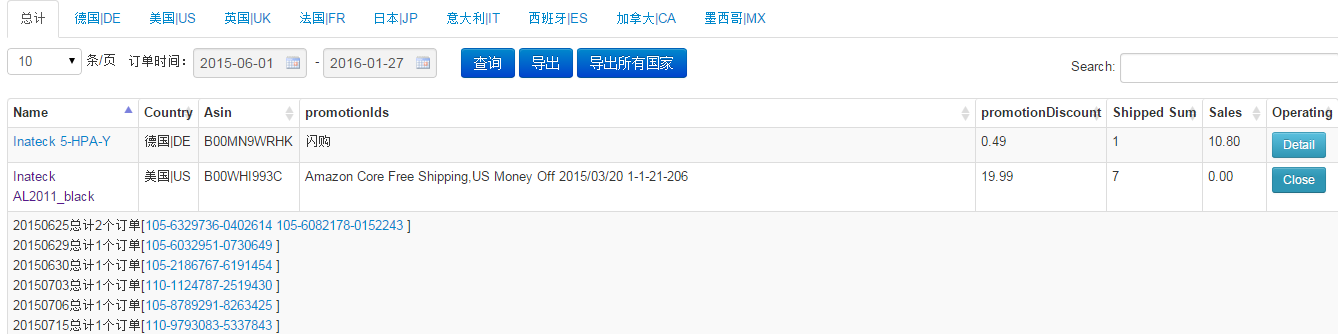 总计 德国|DE 美国|US 英国|UK 法国|FR 日本|JP 意大利|IT 西班牙|ES 加拿大|CA 墨西哥|MX
10 条/页 订单时间： 2015-06-01 - 2016-01-27 查询 导出 导出所有国家 Search:
Name Country Asin promotionIds promotionDiscount Shipped Sum Sales Operating
Inateck 5-HPA-Y 德国|DE B00MN9WRHK 闪购 0.49 1 10.80 Detail
Inateck AL2011_black 美国|US B00WHI993C Amazon Core Free Shipping,US Money Off 2015/03/20 1-1-21-206 19.99 7 0.00 Close
20150625总计2个订单[105-6329736-0402614 105-6082178-0152243 ]
20150629总计1个订单[105-6032951-0730649 ]
20150630总计1个订单[105-2186767-6191454 ]
20150703总计1个订单[110-1124787-2519430 ]
20150706总计1个订单[105-8789291-8263425 ]
20150715总计1个订单[110-9793083-5337843 ]